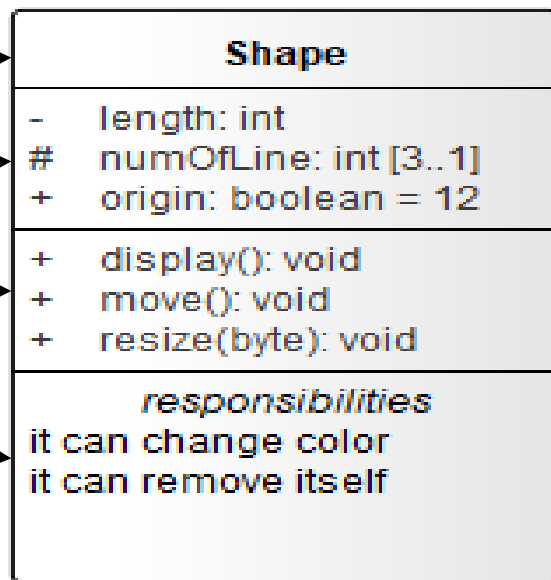 Shape
- length: int
# numOfLine: int [3..1]
+ origin: boolean = 12
+ display(): void
+ move(): void
+ resize(byte): void
responsibilities
it can change color
it can remove itself